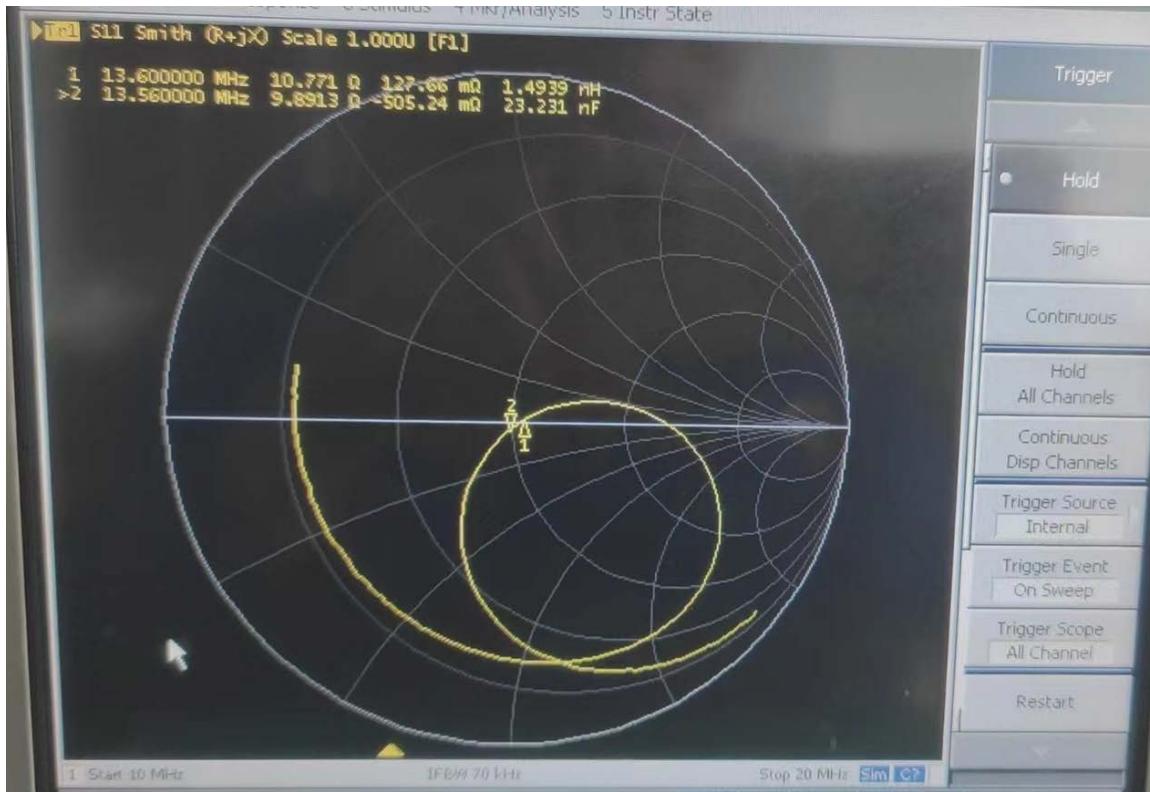 4 Mkr/Analysis 5 Instr State
Tr1 S11 Smith (R+jX) Scale 1.000U [F1]
1 13.600000 MHz 10.771 Ω 127.66 mΩ 1.4939 nH
>2 13.560000 MHz 9.8913 Ω -505.24 mΩ 23.231 nF
2
1
1 Start 10 MHz IFBW 70 kHz Stop 20 MHz Sim C?
Trigger
Hold
Single
Continuous
Hold
All Channels
Continuous
Disp Channels
Trigger Source
Internal
Trigger Event
On Sweep
Trigger Scope
All Channel
Restart